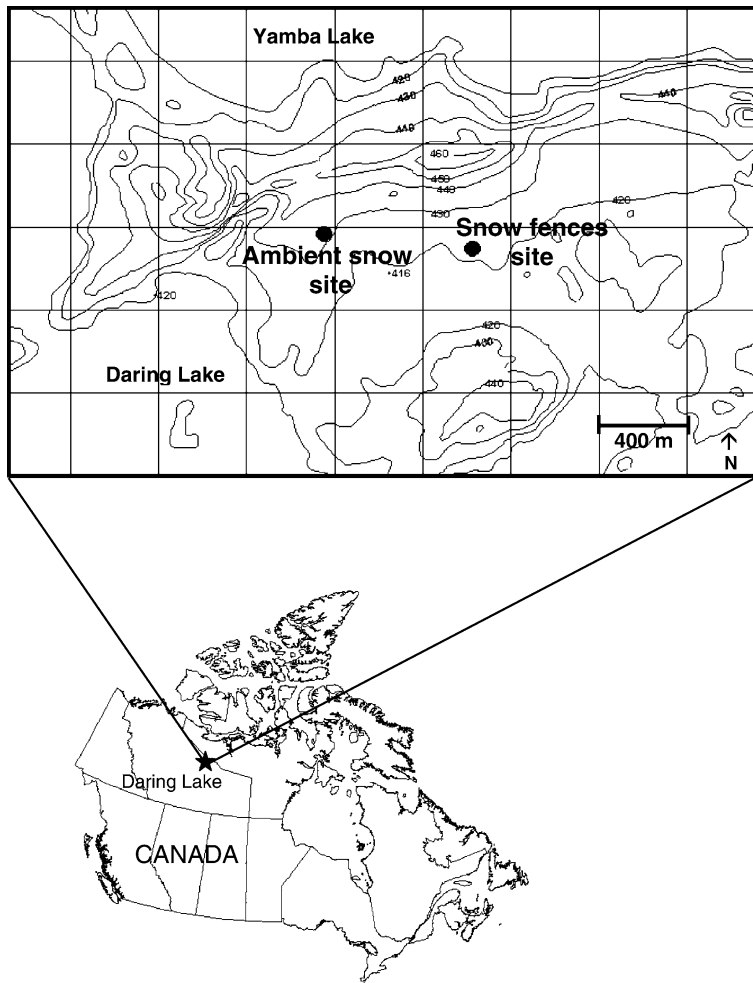 Yamba Lake
420
430
440
440
460
450
440
430
420
Snow fences
site
Ambient snow
site
416
420
Daring Lake
420
430
440
400 m
N
Daring Lake
CANADA